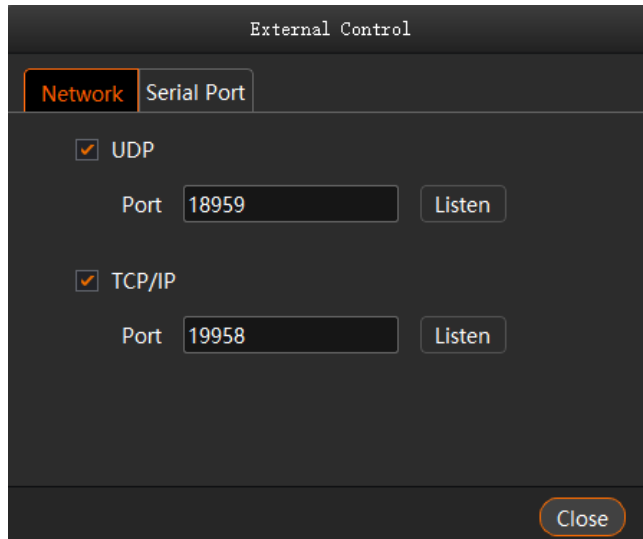 External Control
Network Serial Port
UDP
Port 18959 Listen
TCP/IP
Port 19958 Listen
Close